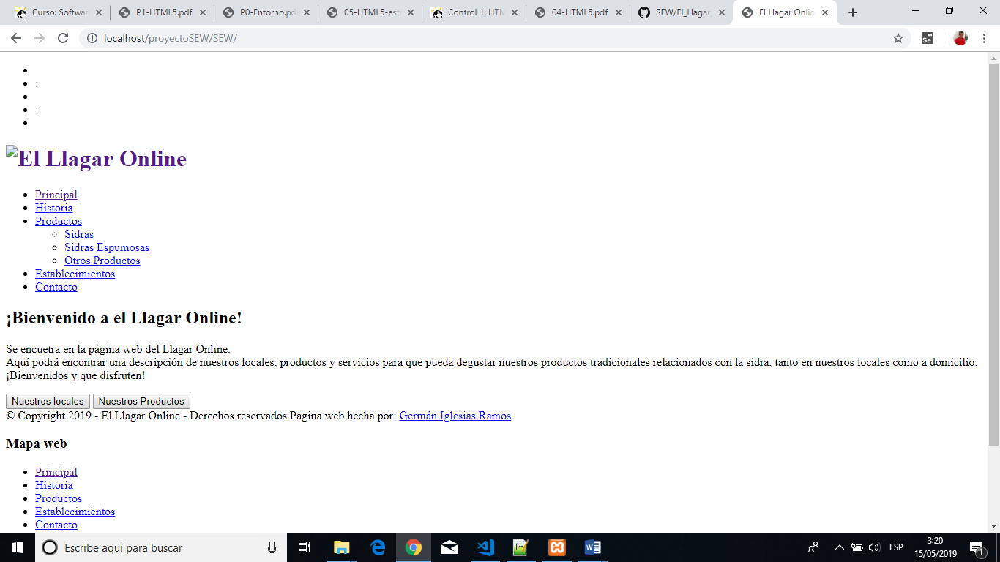 Curso: Softwar
P1-HTML5.pdf
P0-Entorno.pd
05-HTML5-est
Control 1: HTM
04-HTML5.pdf
SEW/El_Llagar
El Llagar Onlin
localhost/proyectoSEW/SEW/
Se
:
:
El Llagar Online
Principal
Historia
Productos
Sidras
Sidras Espumosas
Otros Productos
Establecimientos
Contacto
¡Bienvenido a el Llagar Online!
Se encuetra en la página web del Llagar Online.
Aquí podrá encontrar una descripción de nuestros locales, productos y servicios para que pueda degustar nuestros productos tradicionales relacionados con la sidra, tanto en nuestros locales como a domicilio.
¡Bienvenidos y que disfruten!
Nuestros locales Nuestros Productos
© Copyright 2019 - El Llagar Online - Derechos reservados Pagina web hecha por: Germán Iglesias Ramos
Mapa web
Principal
Historia
Productos
Establecimientos
Contacto
Escribe aquí para buscar
ESP
3:20
15/05/2019
1